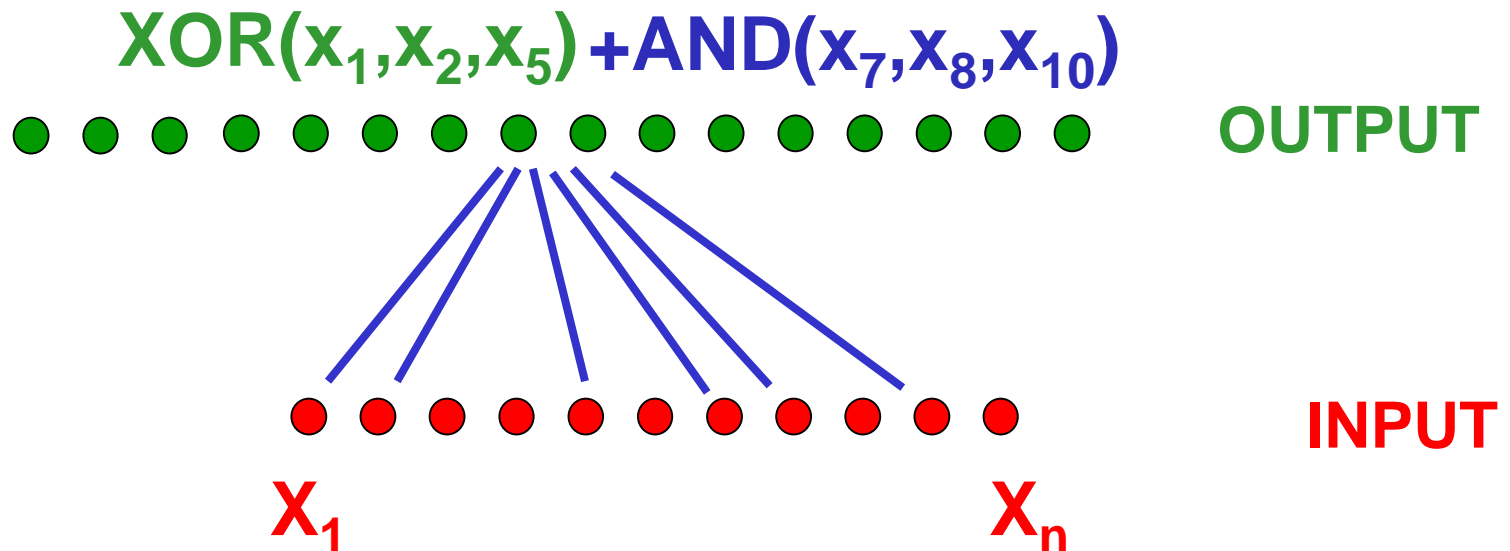 XOR(x₁,x₂,x₅)+AND(x₇,x₈,x₁₀)
OUTPUT
INPUT
X₁
Xₙ